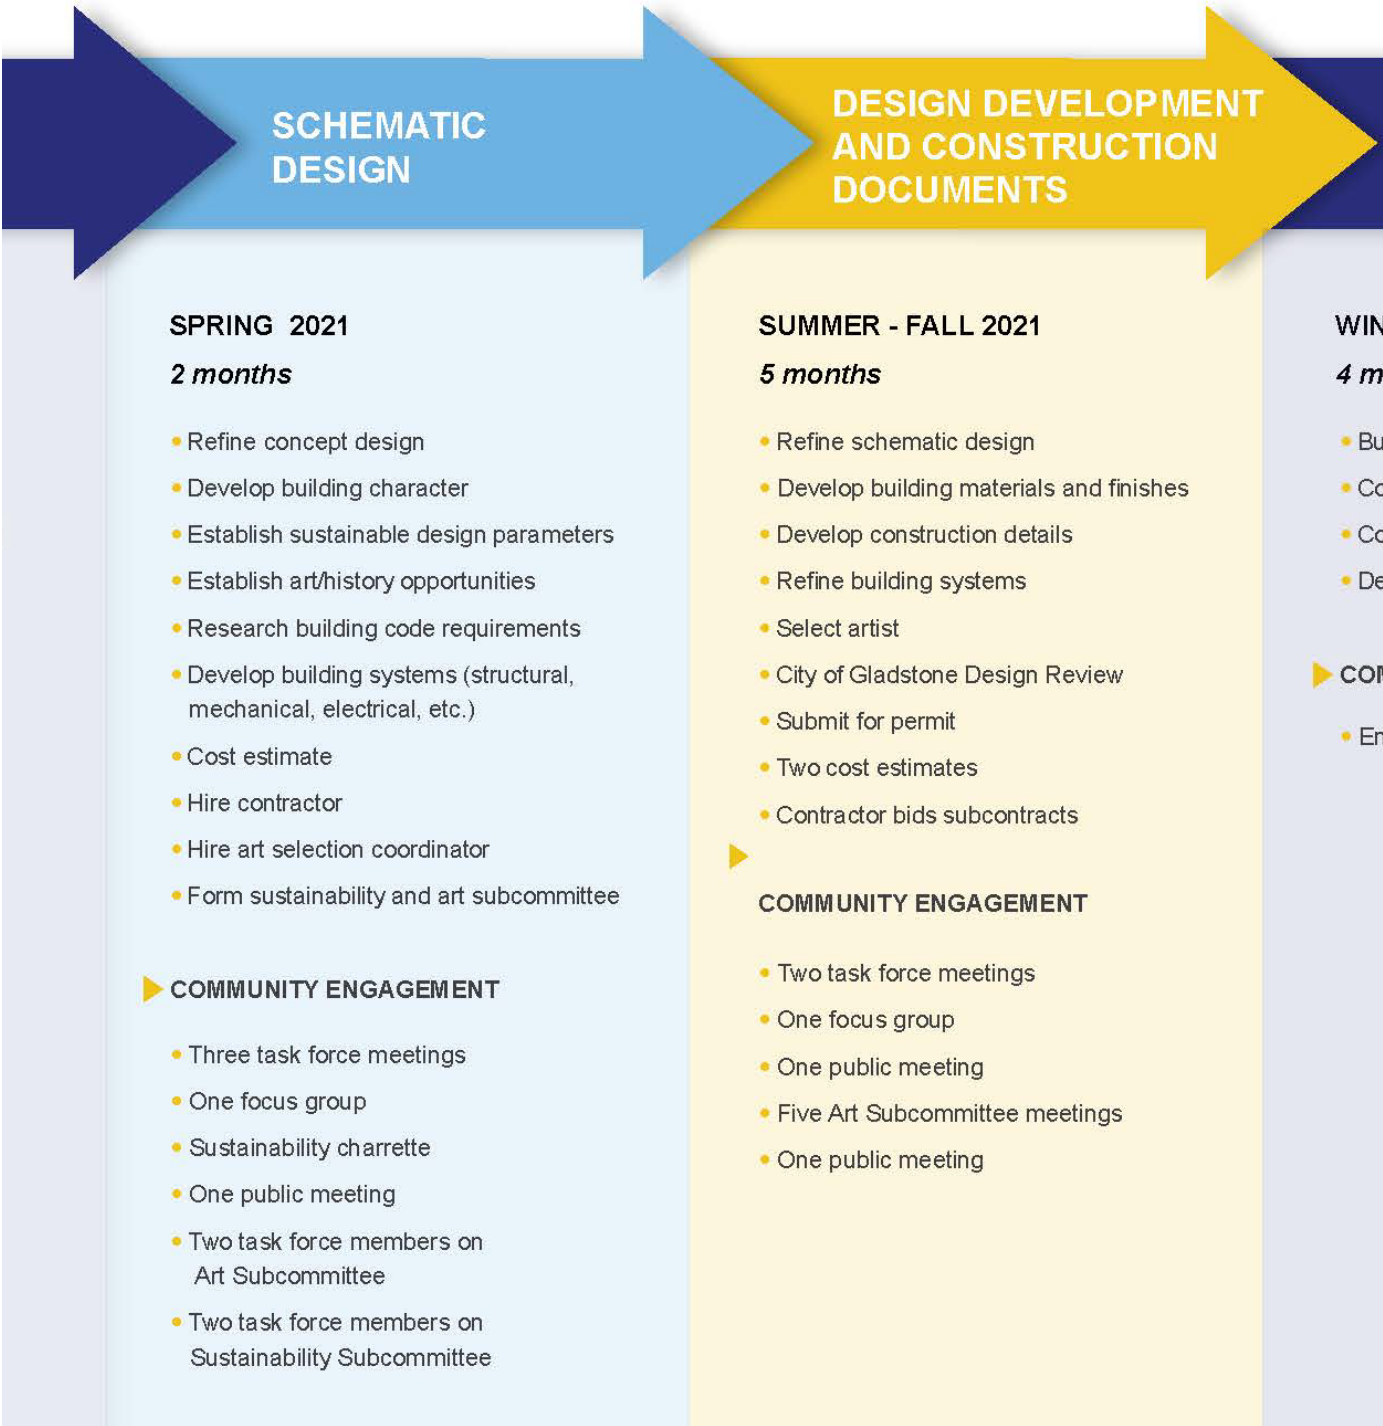 SCHEMATIC
DESIGN
SPRING 2021
2 months
• Refine concept design
• Develop building character
• Establish sustainable design parameters
• Establish art/history opportunities
• Research building code requirements
• Develop building systems (structural,
mechanical, electrical, etc.)
• Cost estimate
• Hire contractor
• Hire art selection coordinator
• Form sustainability and art subcommittee
COMMUNITY ENGAGEMENT
• Three task force meetings
• One focus group
• Sustainability charrette
• One public meeting
• Two task force members on
Art Subcommittee
• Two task force members on
Sustainability Subcommittee
DESIGN DEVELOPMENT
AND CONSTRUCTION
DOCUMENTS
SUMMER - FALL 2021
5 months
• Refine schematic design
• Develop building materials and finishes
• Develop construction details
• Refine building systems
• Select artist
• City of Gladstone Design Review
• Submit for permit
• Two cost estimates
• Contractor bids subcontracts
COMMUNITY ENGAGEMENT
• Two task force meetings
• One focus group
• One public meeting
• Five Art Subcommittee meetings
• One public meeting
4